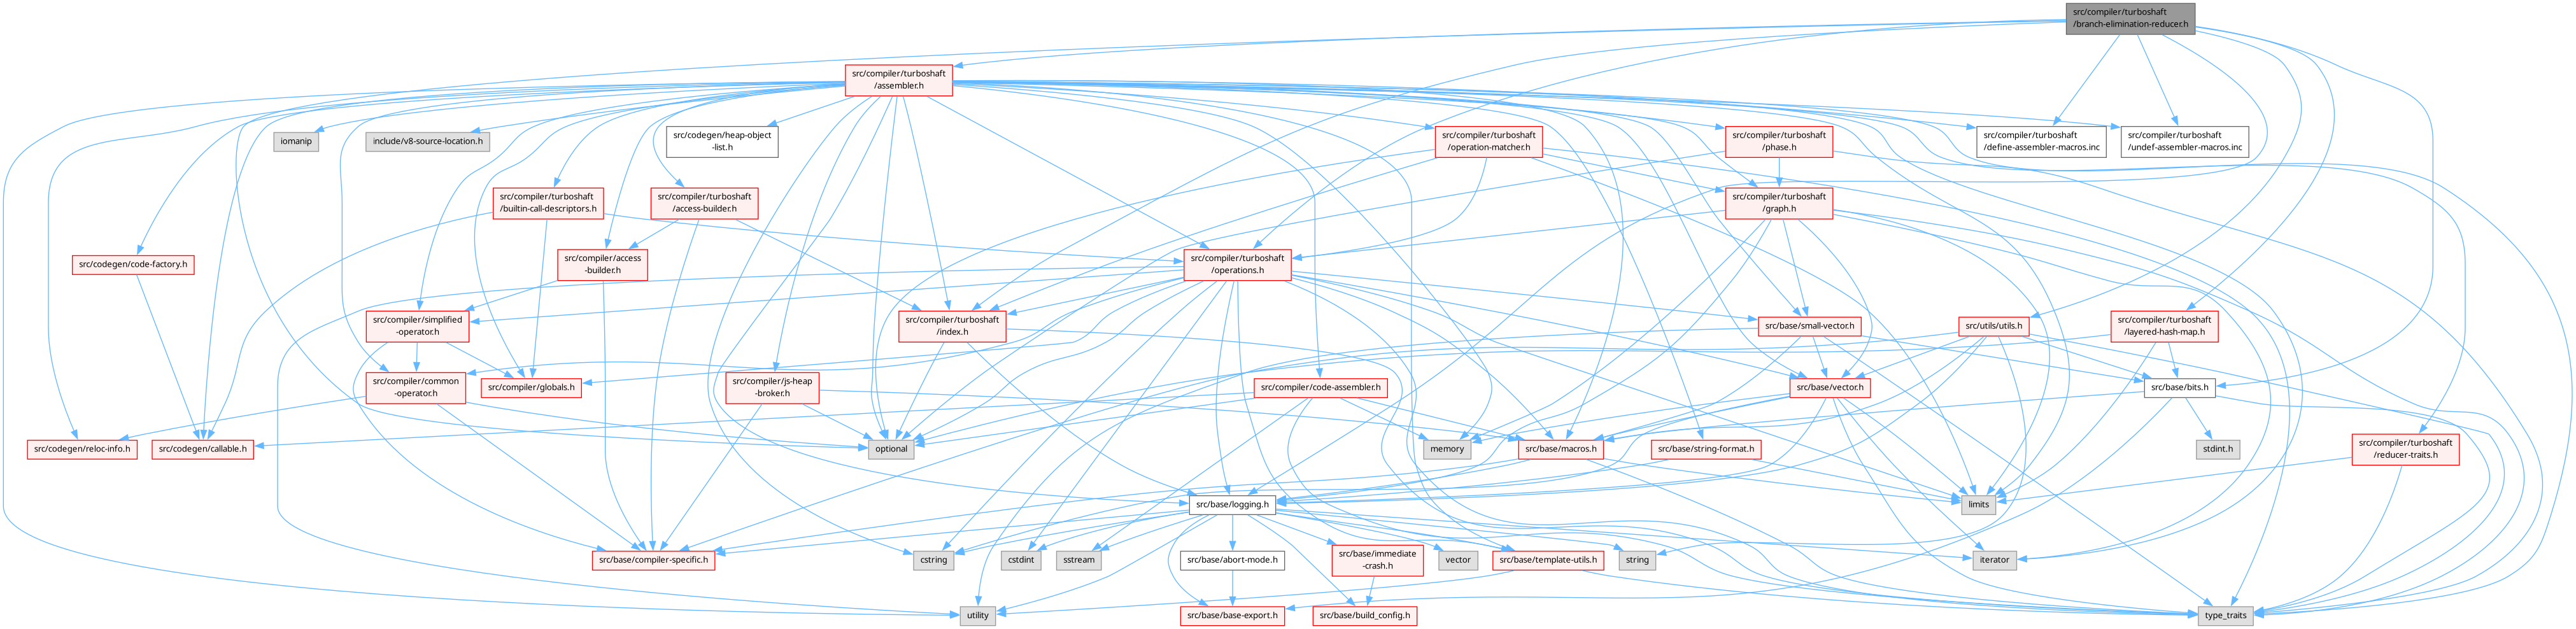 src/compiler/turboshaft
/branch-elimination-reducer.h
src/compiler/turboshaft
/assembler.h
iomanip
include/v8-source-location.h
src/codegen/heap-object
-list.h
src/compiler/turboshaft
/operation-matcher.h
src/compiler/turboshaft
/phase.h
src/compiler/turboshaft
/define-assembler-macros.inc
src/compiler/turboshaft
/undef-assembler-macros.inc
src/compiler/turboshaft
/builtin-call-descriptors.h
src/compiler/turboshaft
/access-builder.h
src/compiler/turboshaft
/graph.h
src/codegen/code-factory.h
src/compiler/access
-builder.h
src/compiler/turboshaft
/operations.h
src/compiler/simplified
-operator.h
src/compiler/turboshaft
/index.h
src/base/small-vector.h
src/utils/utils.h
src/compiler/turboshaft
/layered-hash-map.h
src/compiler/common
-operator.h
src/compiler/globals.h
src/compiler/js-heap
-broker.h
src/compiler/code-assembler.h
src/base/vector.h
src/base/bits.h
src/codegen/reloc-info.h
src/codegen/callable.h
optional
memory
src/base/macros.h
src/base/string-format.h
stdint.h
src/compiler/turboshaft
/reducer-traits.h
src/base/logging.h
limits
src/base/compiler-specific.h
cstring
cstdint
sstream
src/base/abort-mode.h
src/base/immediate
-crash.h
vector
src/base/template-utils.h
string
iterator
utility
src/base/base-export.h
src/base/build_config.h
type_traits